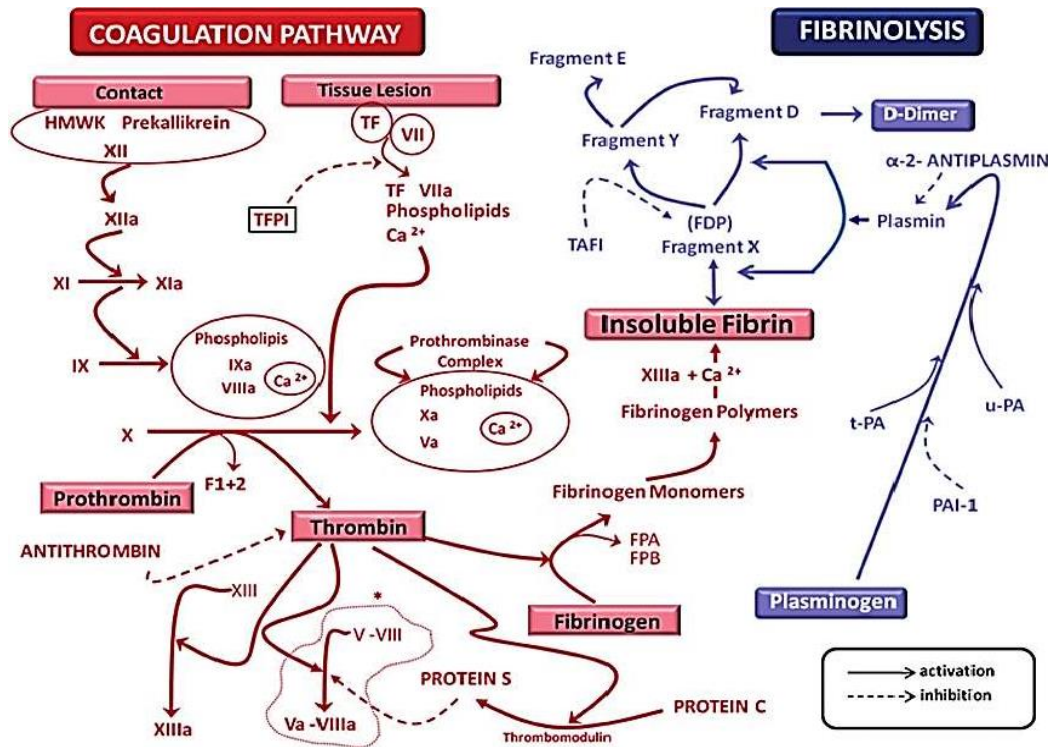 COAGULATION PATHWAY
FIBRINOLYSIS
Contact
HMWK Prekallikrein
XII
XIIa
XI
XIa
IX
Phospholipis
IXa
VIIIa
Ca 2+
Tissue Lesion
TF
VII
TFPI
TF VIIa
Phospholipids
Ca 2+
X
Prothrombinase
Complex
Phospholipids
Xa
Va
Ca 2+
Prothrombin
F1+2
Thrombin
ANTITHROMBIN
XIII
XIIIa
*
V -VIII
Va -VIIIa
PROTEIN S
PROTEIN C
Thrombomodulin
Fibrinogen
FPA
FPB
Fibrinogen Monomers
Fibrinogen Polymers
XIIIa + Ca 2+
Insoluble Fibrin
Fragment E
Fragment Y
Fragment D
D-Dimer
(FDP)
Fragment X
TAFI
α-2- ANTIPLASMIN
Plasmin
t-PA
u-PA
PAI-1
Plasminogen
activation
inhibition